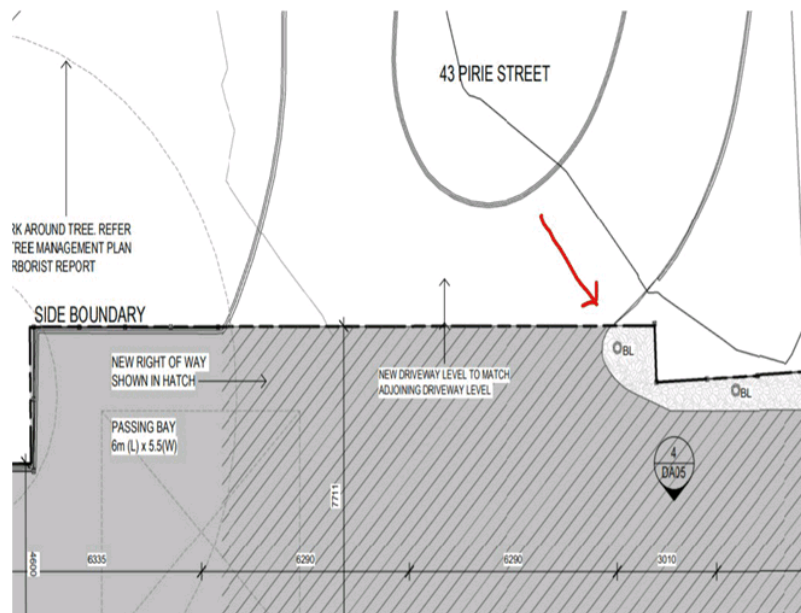 43 PIRIE STREET
RK AROUND TREE. REFER
TREE MANAGEMENT PLAN
RBORIST REPORT
SIDE BOUNDARY
NEW RIGHT OF WAY
SHOWN IN HATCH
NEW DRIVEWAY LEVEL TO MATCH
ADJOINING DRIVEWAY LEVEL
BL
BL
PASSING BAY
6m (L) x 5.5(W)
4
DA05
7711
4600
6335
6290
6290
3010